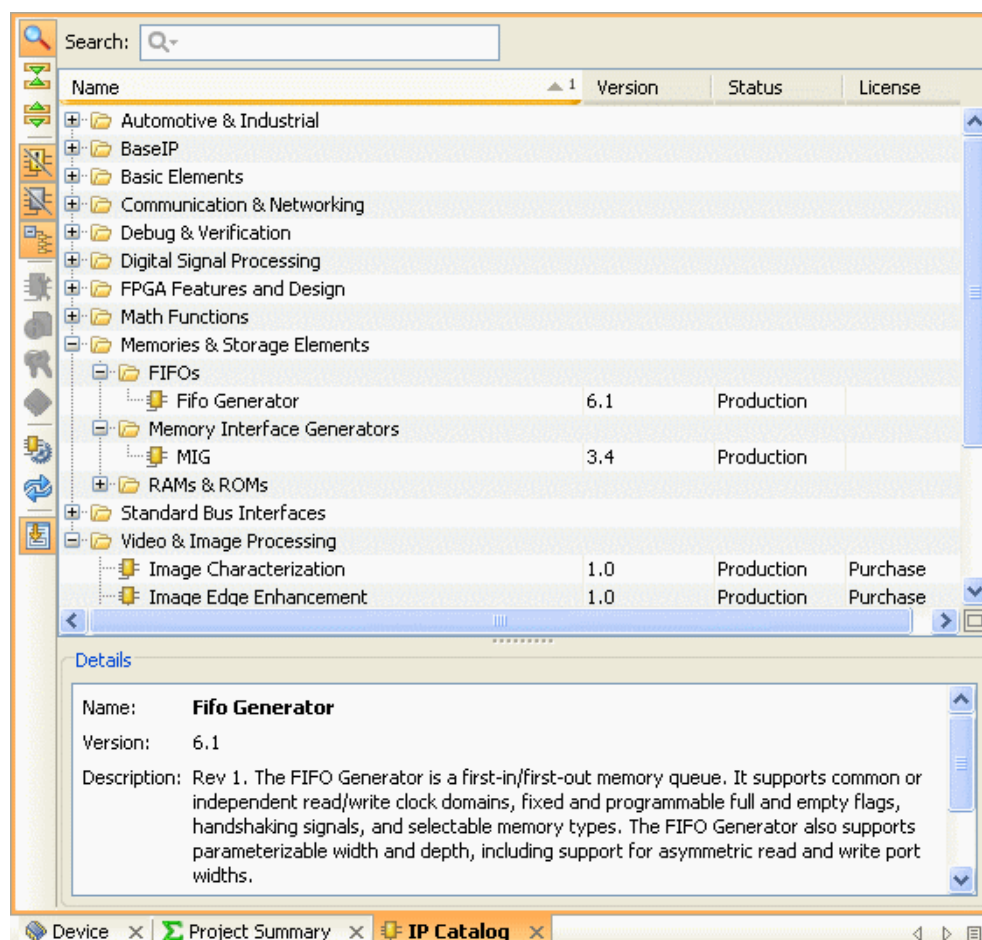 Search:
Name 1 Version Status License
Automotive & Industrial
BaseIP
Basic Elements
Communication & Networking
Debug & Verification
Digital Signal Processing
FPGA Features and Design
Math Functions
Memories & Storage Elements
FIFOs
Fifo Generator 6.1 Production
Memory Interface Generators
MIG 3.4 Production
RAMs & ROMs
Standard Bus Interfaces
Video & Image Processing
Image Characterization 1.0 Production Purchase
Image Edge Enhancement 1.0 Production Purchase
Details
Name: Fifo Generator
Version: 6.1
Description: Rev 1. The FIFO Generator is a first-in/first-out memory queue. It supports common or
independent read/write clock domains, fixed and programmable full and empty flags,
handshaking signals, and selectable memory types. The FIFO Generator also supports
parameterizable width and depth, including support for asymmetric read and write port
widths.
Device Project Summary IP Catalog